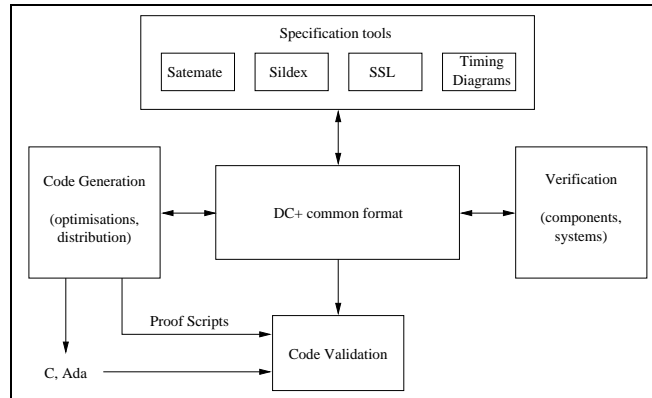 Specification tools
Satemate
Sildex
SSL
Timing
Diagrams
Code Generation
(optimisations,
distribution)
DC+ common format
Verification
(components,
systems)
Proof Scripts
Code Validation
C, Ada